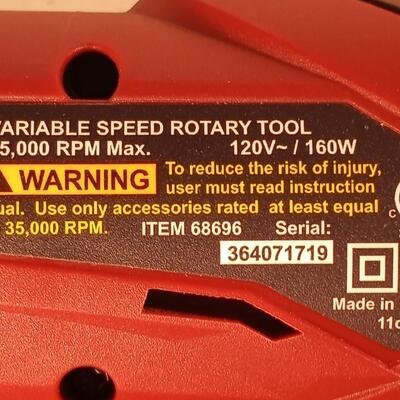 VARIABLE SPEED ROTARY TOOL
5,000 RPM Max. 120V~ / 160W
WARNING To reduce the risk of injury,
user must read instruction
ual. Use only accessories rated at least equal
35,000 RPM. ITEM 68696 Serial:
364071719
Made in
11c
C